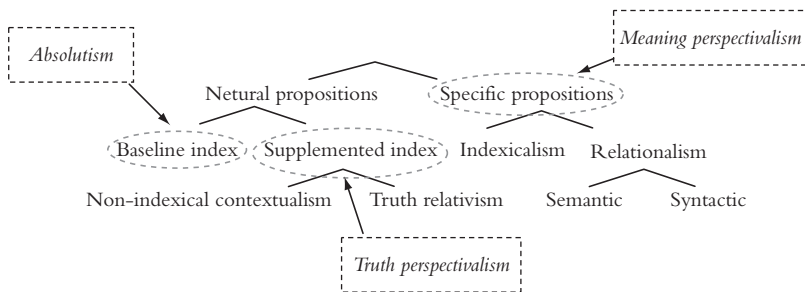 Absolutism
Meaning perspectivalism
Netural propositions
Specific propositions
Baseline index
Supplemented index
Indexicalism
Relationalism
Non-indexical contextualism
Truth relativism
Semantic
Syntactic
Truth perspectivalism